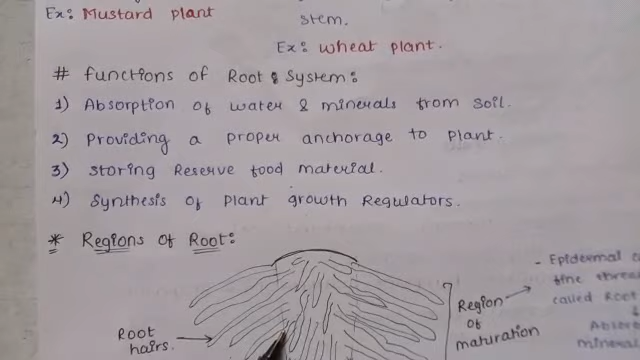 Ex: Mustard plant
stem.
Ex: wheat plant.
# functions of Root System:
1) Absorption of water & minerals from soil.
2) Providing a proper anchorage to plant.
3) storing Reserve food material.
4) Synthesis of Plant growth Regulators.
* Regions of Root:
- Epidermal
fine
called Root
Region
of
maturation
Root
hairs.